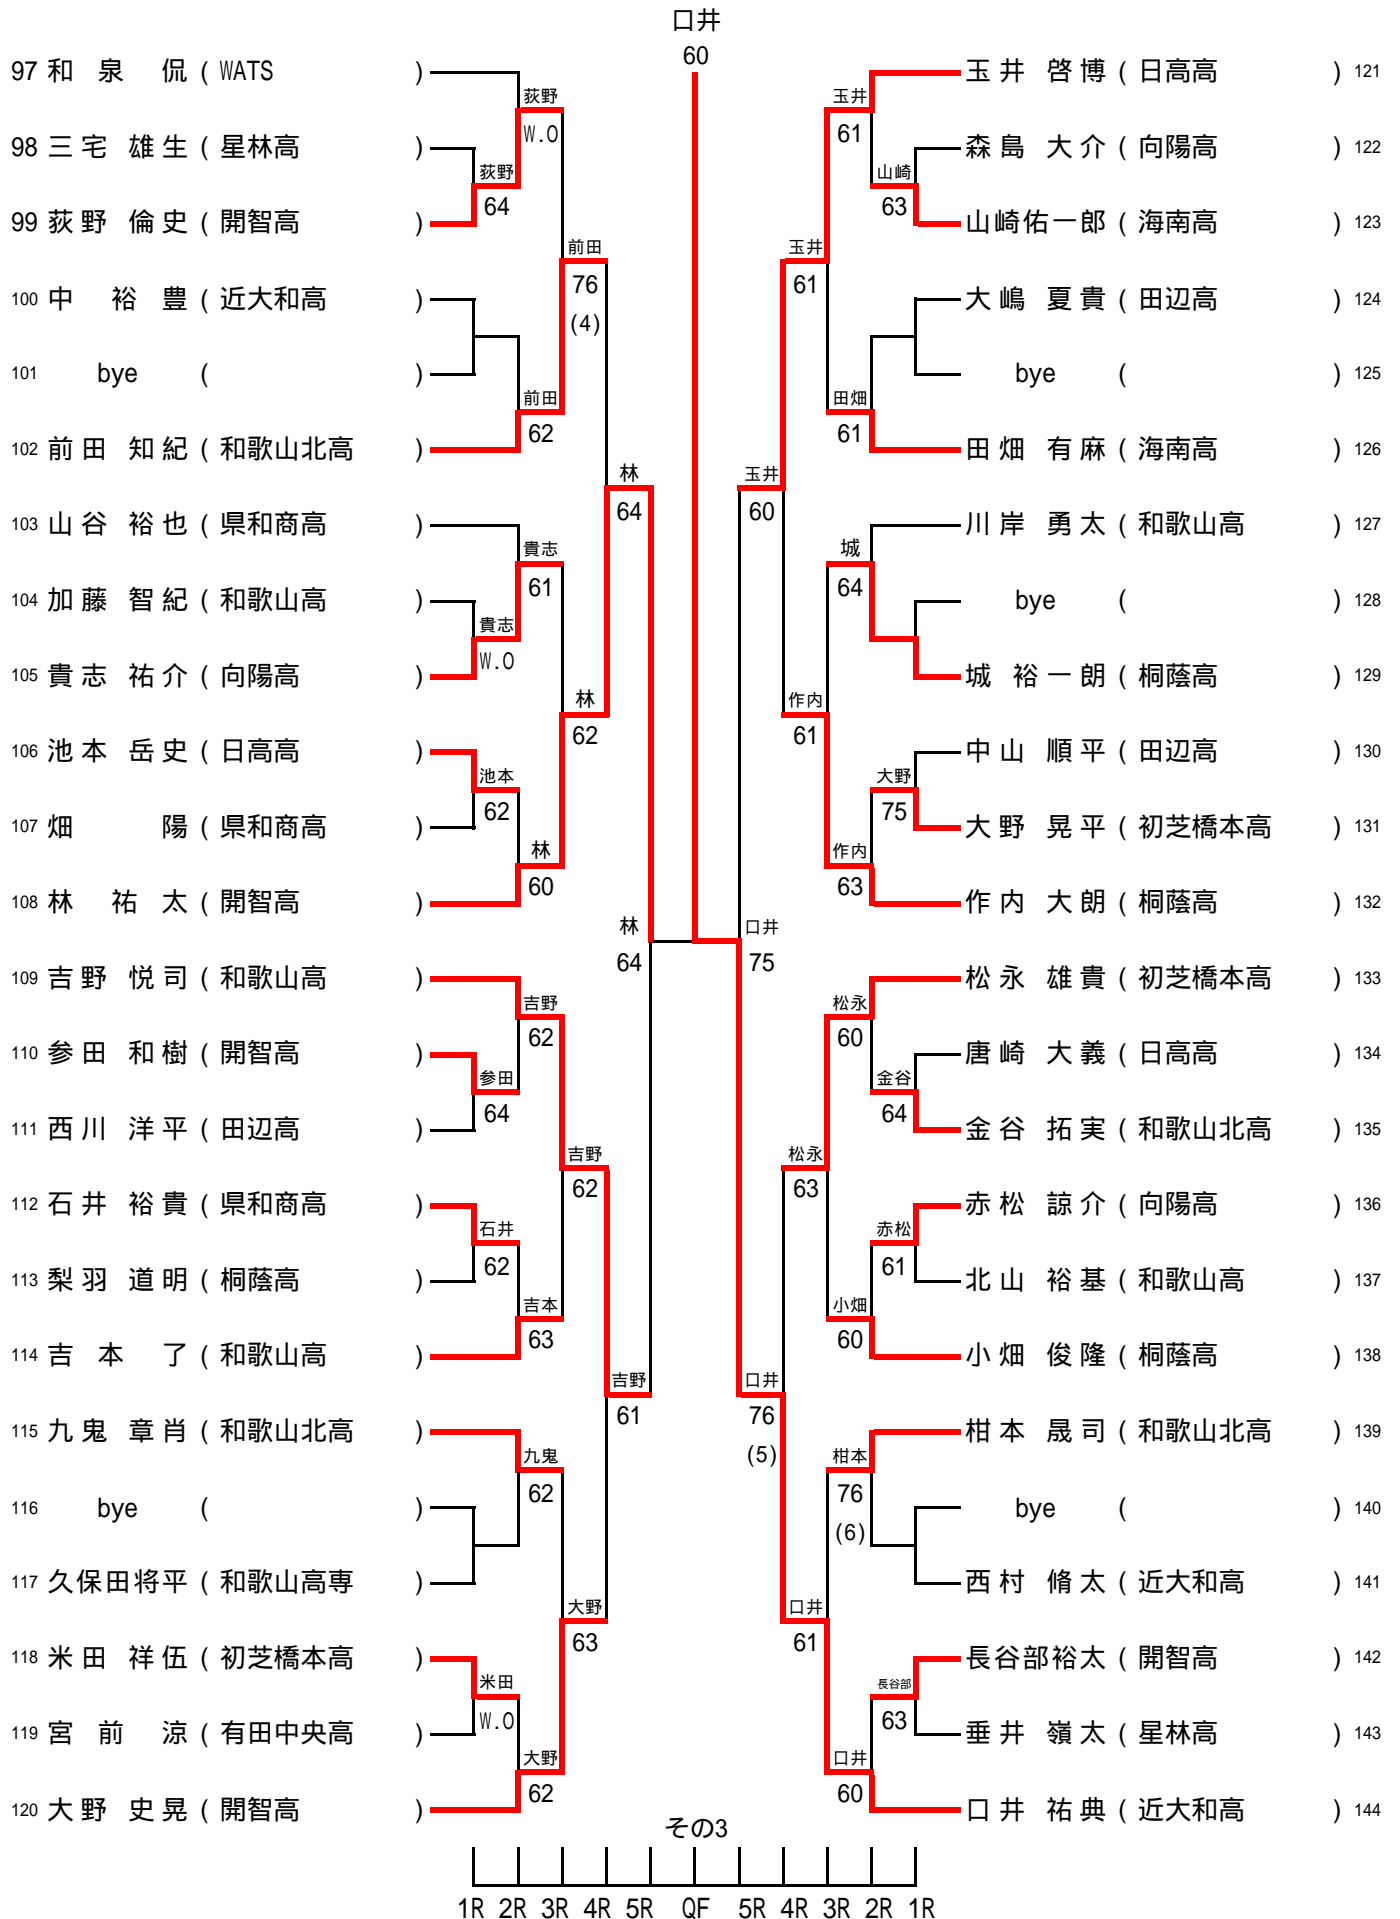 口井
60
97 和 泉 侃 ( WATS ) 玉 井 啓 博 ( 日高高 ) 121
荻野 玉井
W.O 61
98 三 宅 雄 生 ( 星林高 ) 森 島 大 介 ( 向陽高 ) 122
荻野 山崎
64 63
99 荻 野 倫 史 ( 開智高 ) 山崎佑一郎 ( 海南高 ) 123
前田 玉井
76 61
100 中 裕 豊 ( 近大和高 ) 大 嶋 夏 貴 ( 田辺高 ) 124
(4)
101 bye ( ) bye ( ) 125
前田 田畑
62 61
102 前 田 知 紀 ( 和歌山北高 ) 田 畑 有 麻 ( 海南高 ) 126
林 玉井
64 60
103 山 谷 裕 也 ( 県和商高 ) 川 岸 勇 太 ( 和歌山高 ) 127
貴志 城
61 64
104 加 藤 智 紀 ( 和歌山高 ) bye ( ) 128
貴志
W.O
105 貴 志 祐 介 ( 向陽高 ) 城 裕 一 朗 ( 桐蔭高 ) 129
林 作内
62 61
106 池 本 岳 史 ( 日高高 ) 中 山 順 平 ( 田辺高 ) 130
池本 大野
62 75
107 畑 陽 ( 県和商高 ) 大 野 晃 平 ( 初芝橋本高 ) 131
林 作内
60 63
108 林 祐 太 ( 開智高 ) 作 内 大 朗 ( 桐蔭高 ) 132
林 口井
64 75
109 吉 野 悦 司 ( 和歌山高 ) 松 永 雄 貴 ( 初芝橋本高 ) 133
吉野 松永
62 60
110 参 田 和 樹 ( 開智高 ) 唐 崎 大 義 ( 日高高 ) 134
参田 金谷
64 64
111 西 川 洋 平 ( 田辺高 ) 金 谷 拓 実 ( 和歌山北高 ) 135
吉野 松永
62 63
112 石 井 裕 貴 ( 県和商高 ) 赤 松 諒 介 ( 向陽高 ) 136
石井 赤松
62 61
113 梨 羽 道 明 ( 桐蔭高 ) 北 山 裕 基 ( 和歌山高 ) 137
吉本 小畑
63 60
114 吉 本 了 ( 和歌山高 ) 小 畑 俊 隆 ( 桐蔭高 ) 138
吉野 口井
61 76
115 九 鬼 章 肖 ( 和歌山北高 ) 柑 本 晟 司 ( 和歌山北高 ) 139
九鬼 (5) 柑本
62 76
116 bye ( ) bye ( ) 140
(6)
117 久保田将平 ( 和歌山高専 ) 西 村 脩 太 ( 近大和高 ) 141
大野 口井
63 61
118 米 田 祥 伍 ( 初芝橋本高 ) 長谷部裕太 ( 開智高 ) 142
米田 長谷部
W.O 63
119 宮 前 涼 ( 有田中央高 ) 垂 井 嶺 太 ( 星林高 ) 143
大野 口井
62 60
120 大 野 史 晃 ( 開智高 ) 口 井 祐 典 ( 近大和高 ) 144
その3
1R 2R 3R 4R 5R QF 5R 4R 3R 2R 1R